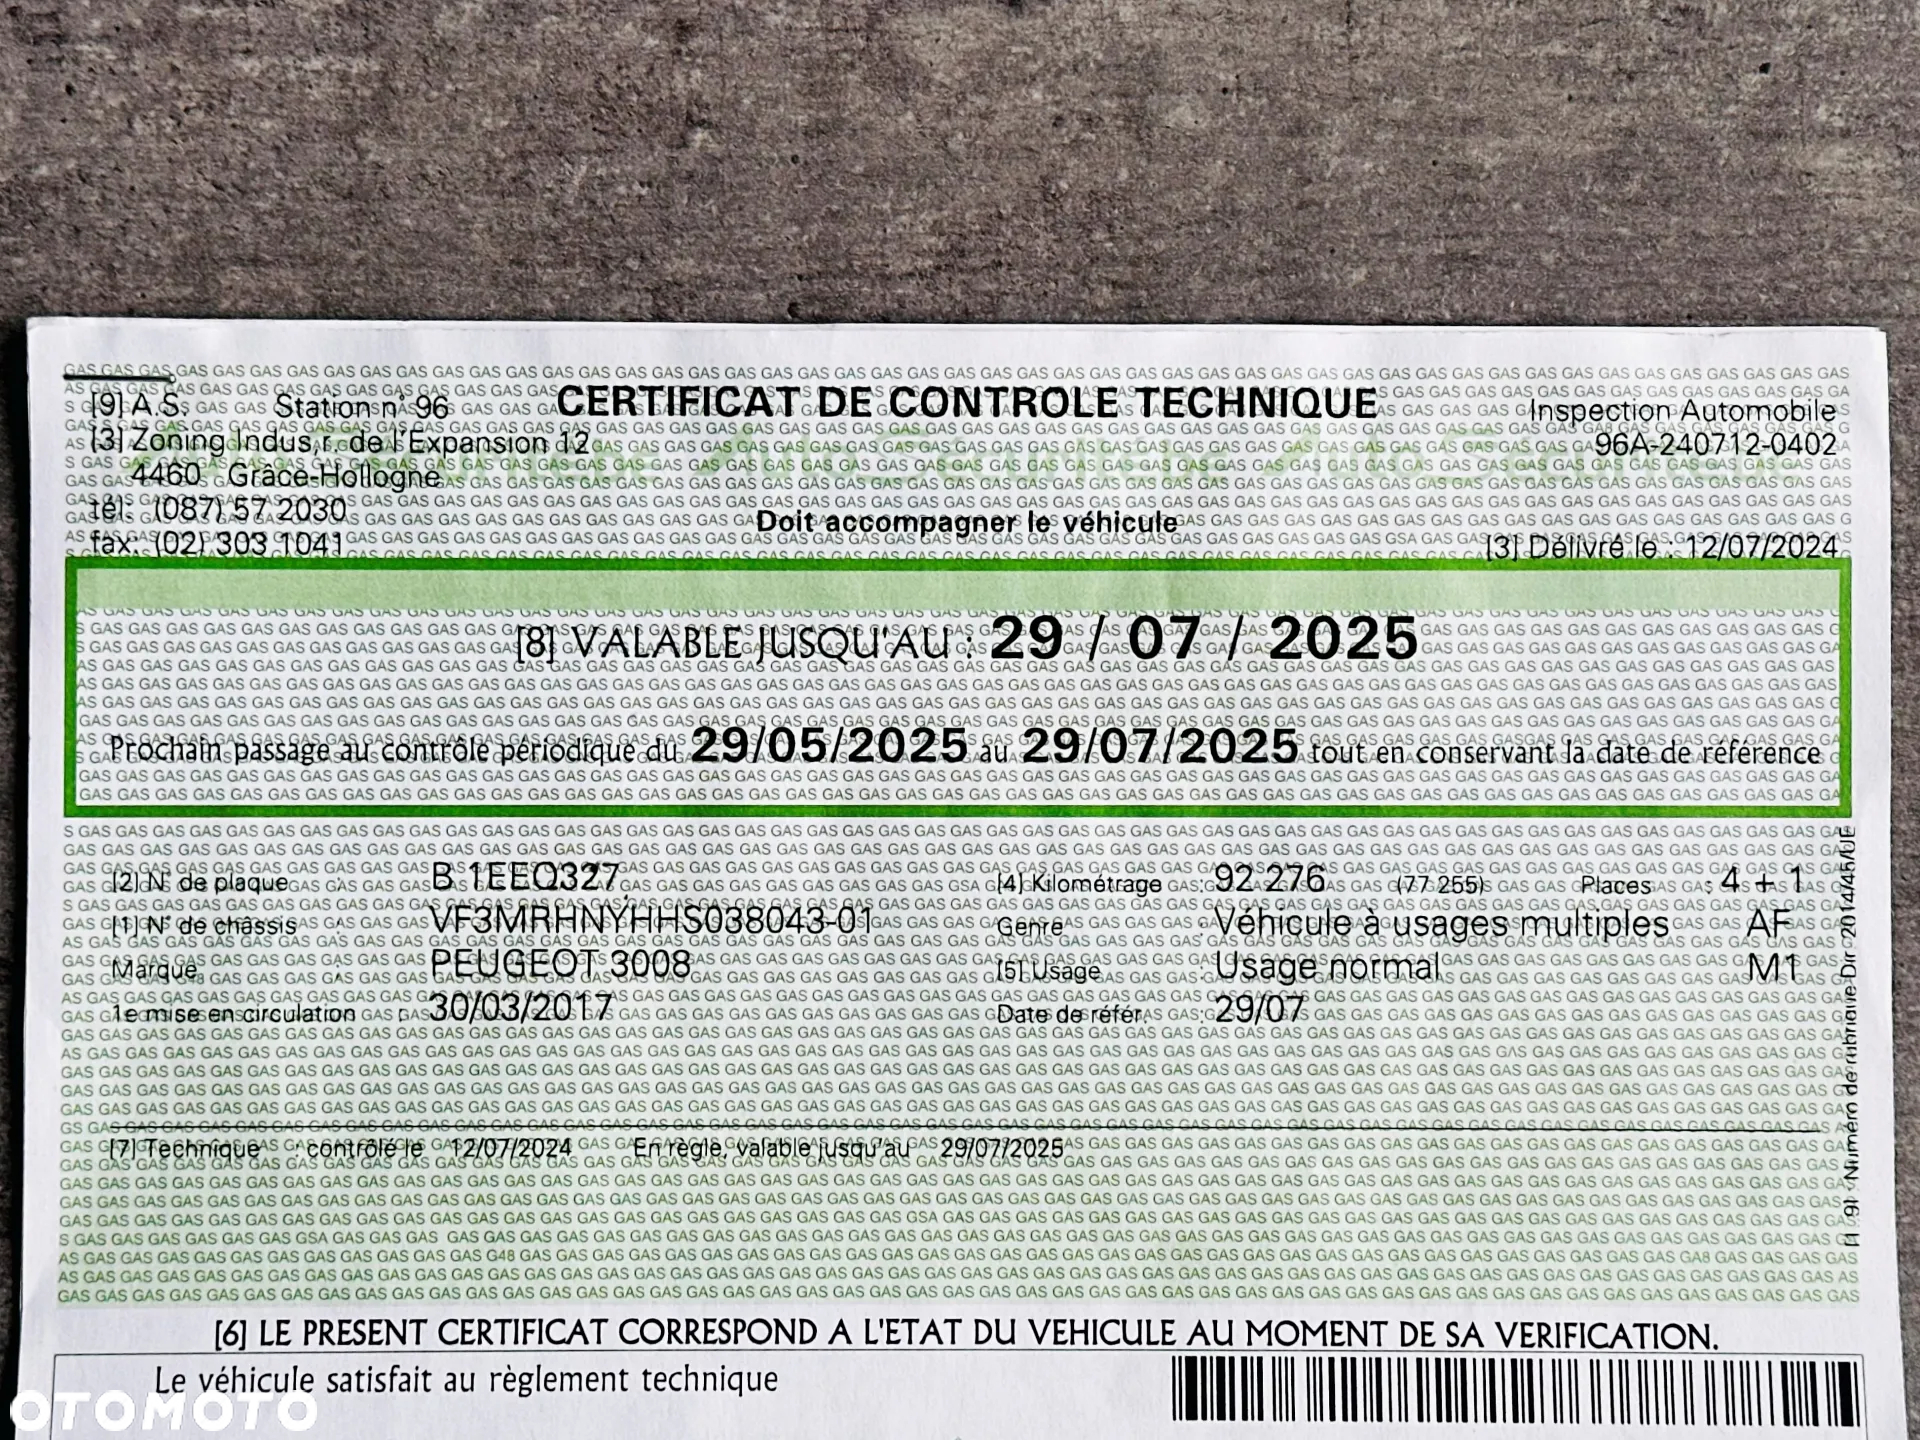 [9] A.S. Station n° 96
CERTIFICAT DE CONTROLE TECHNIQUE
Inspection Automobile
[3] Zoning Indus,r. de l'Expansion 12
96A-240712-0402
4460 Grâce-Hollogne
tél: (087) 57 2030
Doit accompagner le véhicule
fax: (02) 303 1041
[3] Délivré le : 12/07/2024
[8] VALABLE JUSQU'AU : 29 / 07 / 2025
Prochain passage au contrôle périodique du 29/05/2025 au 29/07/2025 tout en conservant la date de référence
[2] N° de plaque : B 1EEQ327
[4] Kilométrage : 92 276 (77 255) Places : 4 + 1
[1] N° de châssis : VF3MRHNYHHS038043-01
Genre : Véhicule à usages multiples AF
Marque : PEUGEOT 3008
[5] Usage : Usage normal M1
1e mise en circulation : 30/03/2017
Date de référ. : 29/07
[7] Technique : contrôlé le 12/07/2024 En règle, valable jusqu'au 29/07/2025
[6] LE PRESENT CERTIFICAT CORRESPOND A L'ETAT DU VEHICULE AU MOMENT DE SA VERIFICATION.
Le véhicule satisfait au règlement technique
Numéro de rubrique Dir 2014/45/UE
OTOMOTO